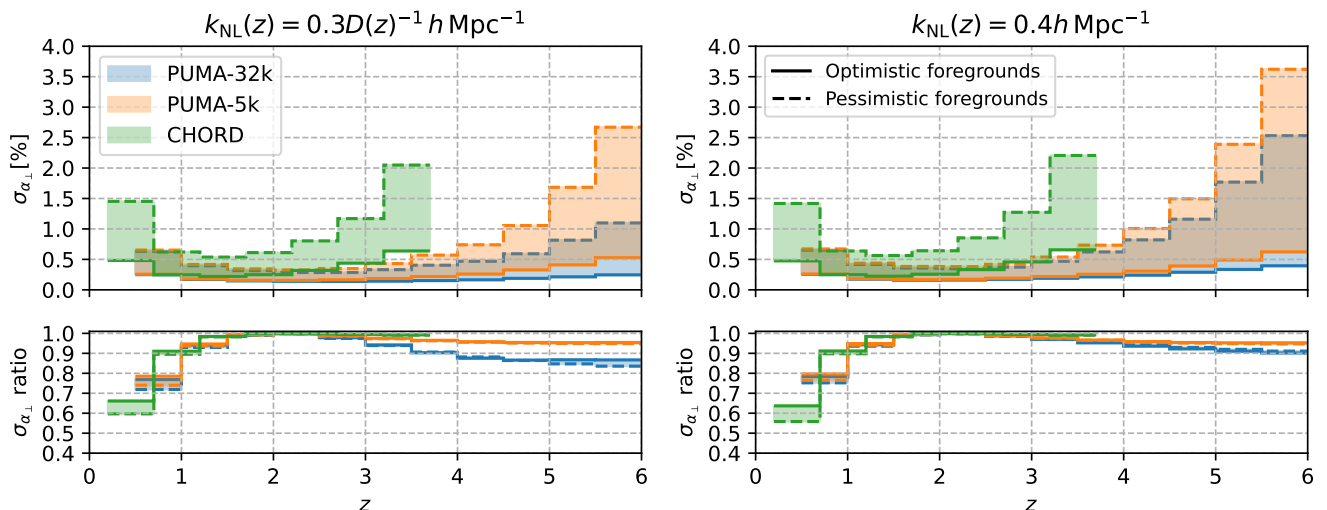 k_NL(z) = 0.3D(z)⁻¹ h Mpc⁻¹
σ_α⊥ [%]
4.0
3.5
3.0
2.5
2.0
1.5
1.0
0.5
0.0
PUMA-32k
PUMA-5k
CHORD
σ_α⊥ ratio
1.0
0.9
0.8
0.7
0.6
0.5
0.4
0 1 2 3 4 5 6
z
k_NL(z) = 0.4h Mpc⁻¹
σ_α⊥ [%]
4.0
3.5
3.0
2.5
2.0
1.5
1.0
0.5
0.0
Optimistic foregrounds
Pessimistic foregrounds
σ_α⊥ ratio
1.0
0.9
0.8
0.7
0.6
0.5
0.4
0 1 2 3 4 5 6
z